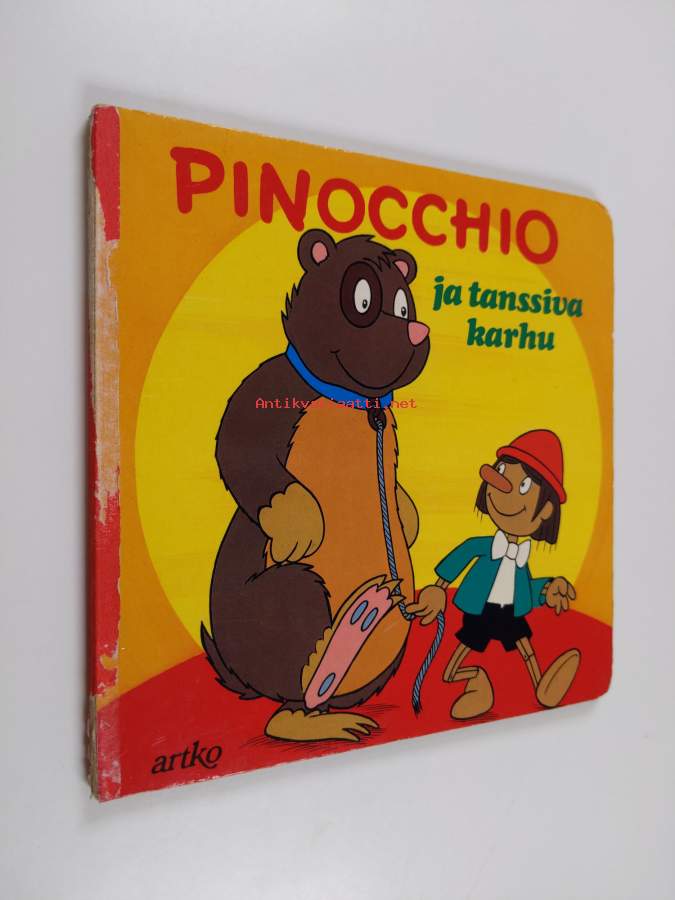 PINOCCHIO
ja tanssiva
karhu
Antikvariaatti.net
artko